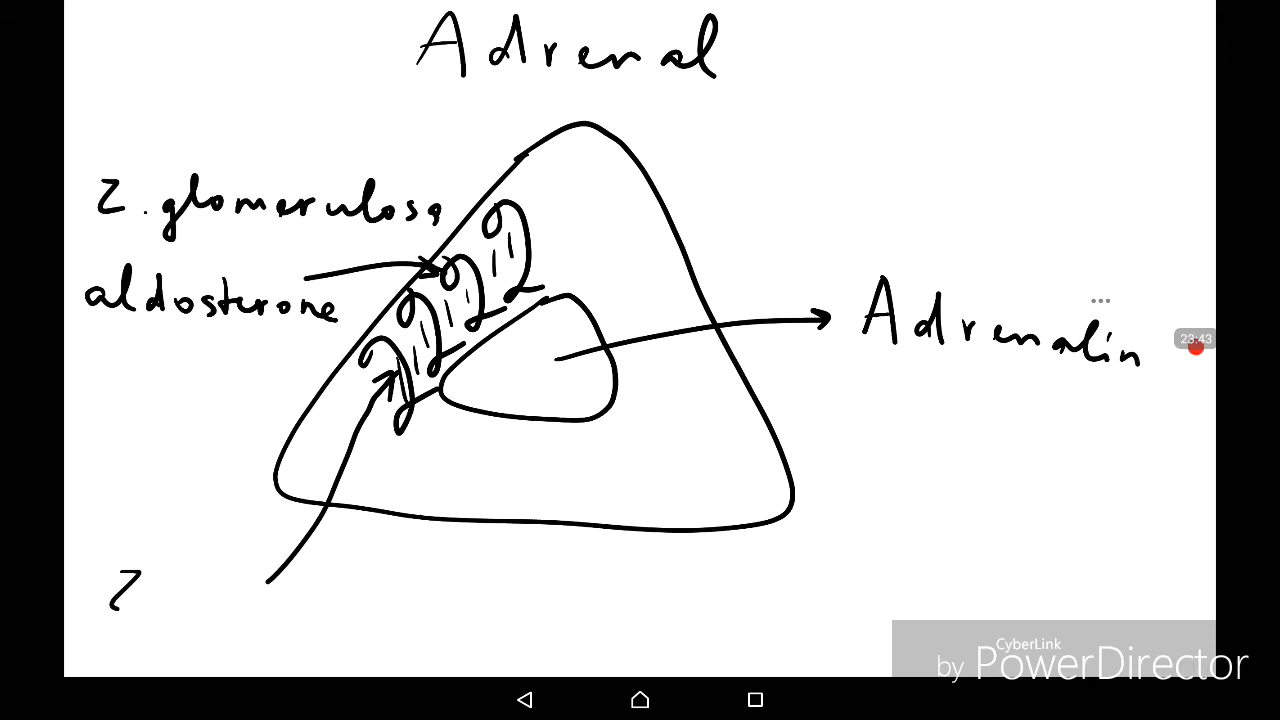 Adrenal
Z. glomerulosa
aldosterone
Adrenalin
23:43
Z
CyberLink
by PowerDirector